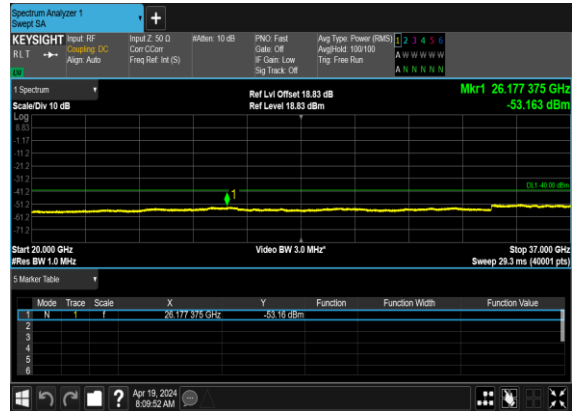 Spectrum Analyzer 1
Swept SA
+
KEYSIGHT Input: RF Input Z: 50 Ω #Atten: 10 dB PNO: Fast Avg Type: Power (RMS) 1 2 3 4 5 6
RLT Coupling: DC Corr CCorr Gate: Off Avg|Hold: 100/100 A W W W W W
Align: Auto Freq Ref: Int (S) IF Gain: Low Trig: Free Run
LW Sig Track: Off A N N N N N
1 Spectrum Ref Lvl Offset 18.83 dB Mkr1 26.177 375 GHz
Scale/Div 10 dB Ref Level 18.83 dBm -53.163 dBm
Log
8.83
-1.17
-11.2
-21.2
-31.2
-41.2 DL1 -40.00 dBm
-51.2 1
-61.2
-71.2
Start 20.000 GHz Video BW 3.0 MHz* Stop 37.000 GHz
#Res BW 1.0 MHz Sweep 29.3 ms (40001 pts)
5 Marker Table
Mode Trace Scale X Y Function Function Width Function Value
1 N 1 f 26.177 375 GHz -53.16 dBm
2
3
4
5
6
? Apr 19, 2024
8:09:52 AM